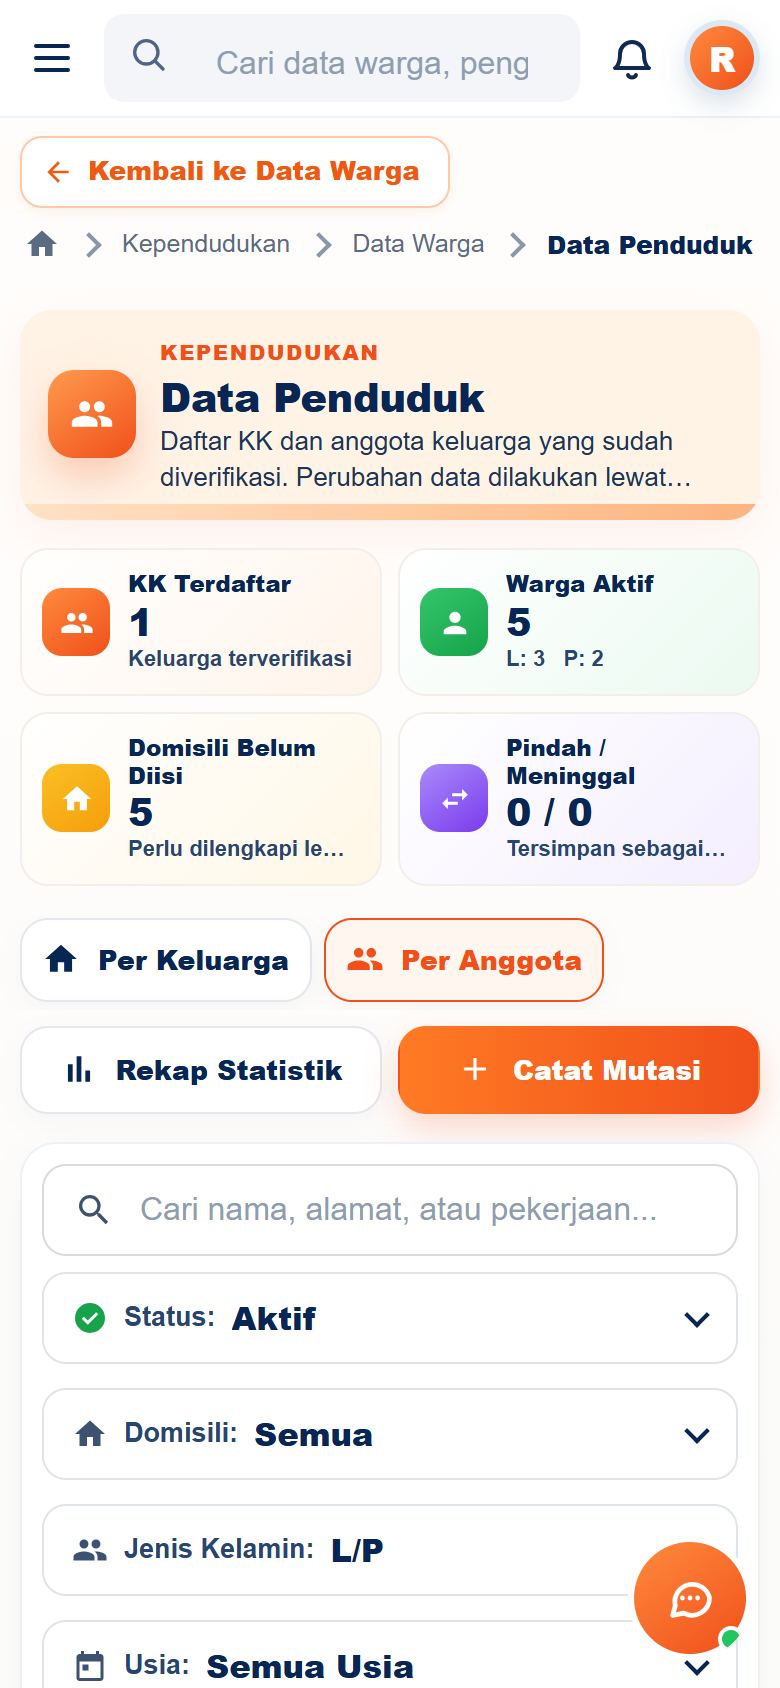 Cari data warga, peng
R
Kembali ke Data Warga
Kependudukan
Data Warga
Data Penduduk
KEPENDUDUKAN
Data Penduduk
Daftar KK dan anggota keluarga yang sudah
diverifikasi. Perubahan data dilakukan lewat...
KK Terdaftar
1
Keluarga terverifikasi
Warga Aktif
5
L: 3 P: 2
Domisili Belum
Diisi
5
Perlu dilengkapi le...
Pindah /
Meninggal
0 / 0
Tersimpan sebagai...
Per Keluarga
Per Anggota
Rekap Statistik
Catat Mutasi
Cari nama, alamat, atau pekerjaan...
Status: Aktif
Domisili: Semua
Jenis Kelamin: L/P
Usia: Semua Usia